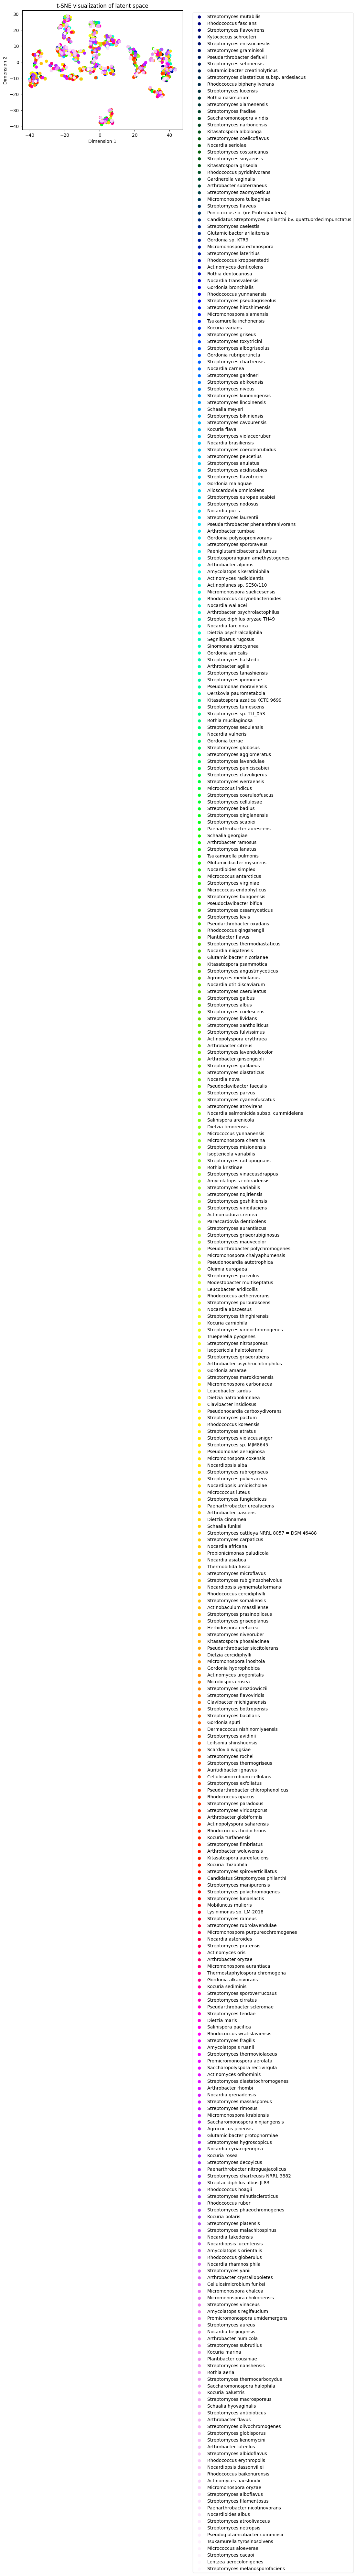 t-SNE visualization of latent space
30
20
10
0
−10
−20
−30
−40
−40
−20
0
20
40
Dimension 1
Dimension 2
Streptomyces mutabilis
Rhodococcus fascians
Streptomyces flavovirens
Kytococcus schroeteri
Streptomyces enissocaesilis
Streptomyces graminisoli
Pseudarthrobacter defluvii
Streptomyces setonensis
Glutamicibacter creatinolyticus
Streptomyces diastaticus subsp. ardesiacus
Rhodococcus biphenylivorans
Streptomyces lucensis
Rothia nasimurium
Streptomyces xiamenensis
Streptomyces fradiae
Saccharomonospora viridis
Streptomyces narbonensis
Kitasatospora albolonga
Streptomyces coelicoflavus
Nocardia seriolae
Streptomyces costaricanus
Streptomyces sioyaensis
Kitasatospora griseola
Rhodococcus pyridinivorans
Gardnerella vaginalis
Arthrobacter subterraneus
Streptomyces zaomyceticus
Micromonospora tulbaghiae
Streptomyces flaveus
Ponticoccus sp. (in: Proteobacteria)
Candidatus Streptomyces philanthi bv. quattuordecimpunctatus
Streptomyces caelestis
Glutamicibacter arilaitensis
Gordonia sp. KTR9
Micromonospora echinospora
Streptomyces lateritius
Rhodococcus kroppenstedtii
Actinomyces denticolens
Rothia dentocariosa
Nocardia transvalensis
Gordonia bronchialis
Rhodococcus yunnanensis
Streptomyces pseudogriseolus
Streptomyces hiroshimensis
Micromonospora siamensis
Tsukamurella inchonensis
Kocuria varians
Streptomyces griseus
Streptomyces toxytricini
Streptomyces albogriseolus
Gordonia rubripertincta
Streptomyces chartreusis
Nocardia carnea
Streptomyces gardneri
Streptomyces abikoensis
Streptomyces niveus
Streptomyces kunmingensis
Streptomyces lincolnensis
Schaalia meyeri
Streptomyces bikiniensis
Streptomyces cavourensis
Kocuria flava
Streptomyces violaceoruber
Nocardia brasiliensis
Streptomyces coeruleorubidus
Streptomyces peucetius
Streptomyces anulatus
Streptomyces acidiscabies
Streptomyces flavotricini
Gordonia malaquae
Alloscardovia omnicolens
Streptomyces europaeiscabiei
Streptomyces nodosus
Nocardia puris
Streptomyces laurentii
Streptomyces sporoverrucosus
Pseudarthrobacter phenanthrenivorans
Arthrobacter tumbae
Gordonia polyisoprenivorans
Streptomyces spororaveus
Paeniglutamicibacter sulfureus
Streptosporangium amethystogenes
Arthrobacter alpinus
Amycolatopsis keratiniphila
Actinomyces radicidentis
Actinoplanes sp. SE50/110
Micromonospora saelicesensis
Rhodococcus corynebacterioides
Nocardia wallacei
Arthrobacter psychrolactophilus
Streptacidiphilus oryzae TH49
Nocardia farcinica
Dietzia psychralcaliphila
Segniliparus rugosus
Sinomonas atrocyanea
Gordonia amicalis
Streptomyces halstedii
Arthrobacter agilis
Streptomyces tanashiensis
Streptomyces ipomoeae
Pseudomonas moraviensis
Oerskovia paurometabola
Kitasatospora azatica KCTC 9699
Streptomyces tumescens
Streptomyces sp. TLI_053
Rothia mucilaginosa
Streptomyces seoulensis
Nocardia vulneris
Gordonia terrae
Streptomyces globosus
Streptomyces agglomeratus
Streptomyces lavendulae
Streptomyces puniciscabiei
Streptomyces clavuligerus
Streptomyces werraensis
Micrococcus indicus
Streptomyces coeruleofuscus
Streptomyces cellulosae
Streptomyces badius
Streptomyces qinglanensis
Streptomyces scabiei
Paenarthrobacter aurescens
Schaalia georgiae
Arthrobacter ramosus
Streptomyces lanatus
Tsukamurella pulmonis
Glutamicibacter mysorens
Nocardioides simplex
Micrococcus antarcticus
Streptomyces virginiae
Micrococcus endophyticus
Streptomyces bungoensis
Pseudoclavibacter bifida
Streptomyces ossamyceticus
Streptomyces levis
Pseudarthrobacter oxydans
Rhodococcus qingshengii
Plantibacter flavus
Streptomyces thermodiastaticus
Nocardia niigatensis
Glutamicibacter nicotianae
Kitasatospora psammotica
Streptomyces angustmyceticus
Agromyces mediolanus
Nocardia otitidiscaviarum
Streptomyces caeruleatus
Streptomyces galbus
Streptomyces albus
Streptomyces coelescens
Streptomyces lividans
Streptomyces xantholiticus
Streptomyces fulvissimus
Actinopolyspora erythraea
Arthrobacter citreus
Streptomyces lavendulocolor
Arthrobacter ginsengisoli
Streptomyces galilaeus
Streptomyces diastaticus
Nocardia nova
Pseudoclavibacter faecalis
Streptomyces parvus
Streptomyces cyaneofuscatus
Streptomyces atrovirens
Nocardia salmonicida subsp. cummidelens
Salinispora arenicola
Dietzia timorensis
Micrococcus yunnanensis
Micromonospora chersina
Streptomyces misionensis
Isoptericola variabilis
Streptomyces radiopugnans
Rothia kristinae
Streptomyces vinaceusdrappus
Amycolatopsis coloradensis
Streptomyces variabilis
Streptomyces nojiriensis
Streptomyces goshikiensis
Streptomyces viridifaciens
Actinomadura cremea
Parascardovia denticolens
Streptomyces aurantiacus
Streptomyces griseorubiginosus
Streptomyces mauvecolor
Pseudarthrobacter polychromogenes
Micromonospora chaiyaphumensis
Pseudonocardia autotrophica
Gleimia europaea
Streptomyces parvulus
Modestobacter multiseptatus
Leucobacter aridicollis
Rhodococcus aetherivorans
Streptomyces purpurascens
Nocardia abscessus
Streptomyces thinghirensis
Kocuria carniphila
Streptomyces viridochromogenes
Trueperella pyogenes
Streptomyces nitrosporeus
Isoptericola halotolerans
Streptomyces griseorubens
Arthrobacter psychrochitiniphilus
Gordonia amarae
Streptomyces marokkonensis
Micromonospora carbonacea
Leucobacter tardus
Dietzia natronolimnaea
Clavibacter insidiosus
Pseudonocardia carboxydivorans
Streptomyces pactum
Rhodococcus koreensis
Streptomyces atratus
Streptomyces violaceusniger
Streptomyces sp. MJM8645
Pseudomonas aeruginosa
Micromonospora coxensis
Nocardiopsis alba
Streptomyces rubrogriseus
Streptomyces pulveraceus
Nocardiopsis umidischolae
Micrococcus luteus
Streptomyces fungicidicus
Paenarthrobacter ureafaciens
Arthrobacter pascens
Dietzia cinnamea
Schaalia funkei
Streptomyces cattleya NRRL 8057 = DSM 46488
Streptomyces carpaticus
Nocardia africana
Propionicimonas paludicola
Nocardia asiatica
Thermobifida fusca
Streptomyces microflavus
Streptomyces rubiginosohelvolus
Nocardiopsis synnemataformans
Rhodococcus cercidiphylli
Streptomyces somaliensis
Actinobaculum massiliense
Streptomyces prasinopilosus
Streptomyces griseoplanus
Herbidospora cretacea
Streptomyces niveoruber
Kitasatospora phosalacinea
Pseudarthrobacter siccitolerans
Dietzia cercidiphylli
Micromonospora inositola
Gordonia hydrophobica
Actinomyces urogenitalis
Microbispora rosea
Streptomyces drozdowiczii
Streptomyces flavoviridis
Clavibacter michiganensis
Streptomyces bottropensis
Streptomyces bacillaris
Gordonia sputi
Dermacoccus nishinomiyaensis
Streptomyces avidinii
Leifsonia shinshuensis
Scardovia wiggsiae
Streptomyces rochei
Streptomyces thermogriseus
Auritidibacter ignavus
Cellulosimicrobium cellulans
Streptomyces exfoliatus
Pseudarthrobacter chlorophenolicus
Rhodococcus opacus
Streptomyces paradoxus
Streptomyces viridosporus
Arthrobacter globiformis
Actinopolyspora saharensis
Rhodococcus rhodochrous
Kocuria turfanensis
Streptomyces fimbriatus
Arthrobacter woluwensis
Kitasatospora aureofaciens
Kocuria rhizophila
Streptomyces spiroverticillatus
Candidatus Streptomyces philanthi
Streptomyces manipurensis
Streptomyces polychromogenes
Streptomyces lunaelactis
Mobiluncus mulieris
Lysinimonas sp. LM-2018
Streptomyces rameus
Streptomyces rubrolavendulae
Micromonospora purpureochromogenes
Nocardia asteroides
Streptomyces pratensis
Actinomyces oris
Arthrobacter oryzae
Micromonospora aurantiaca
Thermostaphylospora chromogena
Gordonia alkanivorans
Kocuria sediminis
Streptomyces sporoverrucosus
Streptomyces cirratus
Pseudarthrobacter scleromae
Streptomyces tendae
Dietzia maris
Salinispora pacifica
Rhodococcus wratislaviensis
Streptomyces fragilis
Amycolatopsis ruanii
Streptomyces thermoviolaceus
Promicromonospora aerolata
Saccharopolyspora rectivirgula
Actinomyces orihominis
Streptomyces diastatochromogenes
Arthrobacter rhombi
Nocardia grenadensis
Streptomyces massasporeus
Streptomyces rimosus
Micromonospora krabiensis
Saccharomonospora xinjiangensis
Agrococcus jenensis
Glutamicibacter protophormiae
Streptomyces hygroscopicus
Nocardia cyriacigeorgica
Kocuria rosea
Streptomyces decoyicus
Paenarthrobacter nitroguajacolicus
Streptomyces chartreusis NRRL 3882
Streptacidiphilus albus JL83
Rhodococcus hoagii
Streptomyces minutiscleroticus
Rhodococcus ruber
Streptomyces phaeochromogenes
Kocuria polaris
Streptomyces platensis
Streptomyces malachitospinus
Nocardia takedensis
Nocardiopsis lucentensis
Amycolatopsis orientalis
Rhodococcus globerulus
Nocardia rhamnosiphila
Streptomyces yanii
Arthrobacter crystallopoietes
Cellulosimicrobium funkei
Micromonospora chalcea
Micromonospora chokoriensis
Streptomyces vinaceus
Amycolatopsis regifaucium
Promicromonospora umidemergens
Streptomyces aureus
Nocardia beijingensis
Arthrobacter humicola
Streptomyces subrutilus
Kocuria marina
Plantibacter cousiniae
Streptomyces nanshensis
Rothia aeria
Streptomyces thermocarboxydus
Saccharomonospora halophila
Kocuria palustris
Streptomyces macrosporeus
Schaalia hyovaginalis
Streptomyces antibioticus
Arthrobacter flavus
Streptomyces olivochromogenes
Streptomyces globisporus
Streptomyces lienomycini
Arthrobacter luteolus
Streptomyces albidoflavus
Rhodococcus erythropolis
Nocardiopsis dassonvillei
Rhodococcus baikonurensis
Actinomyces naeslundii
Micromonospora oryzae
Streptomyces alboflavus
Streptomyces filamentosus
Paenarthrobacter nicotinovorans
Nocardioides albus
Streptomyces atroolivaceus
Streptomyces netropsis
Pseudoglutamicibacter cumminsii
Tsukamurella tyrosinosolvens
Micrococcus aloeverae
Streptomyces cacaoi
Lentzea aerocolonigenes
Streptomyces melanosporofaciens